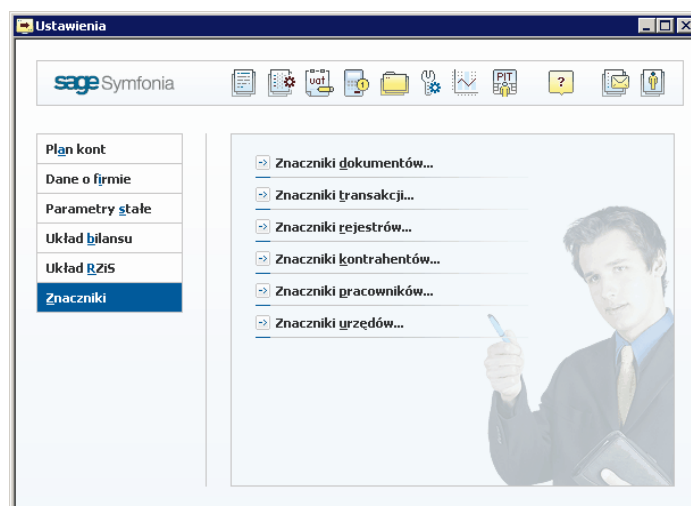 Ustawienia
sage Symfonia
vat
1
PIT
?
Plan kont
Dane o firmie
Parametry stałe
Układ bilansu
Układ RZiS
Znaczniki
Znaczniki dokumentów...
Znaczniki transakcji...
Znaczniki rejestrów...
Znaczniki kontrahentów...
Znaczniki pracowników...
Znaczniki urzędów...